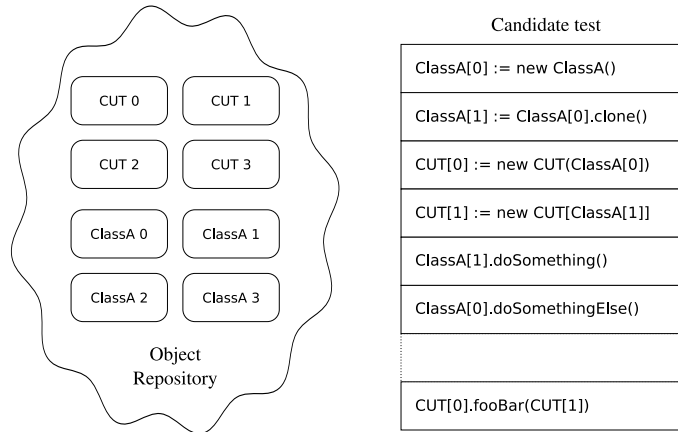 CUT 0
CUT 1
CUT 2
CUT 3
ClassA 0
ClassA 1
ClassA 2
ClassA 3
Object
Repository
Candidate test
ClassA[0] := new ClassA()
ClassA[1] := ClassA[0].clone()
CUT[0] := new CUT(ClassA[0])
CUT[1] := new CUT[ClassA[1]]
ClassA[1].doSomething()
ClassA[0].doSomethingElse()
CUT[0].fooBar(CUT[1])